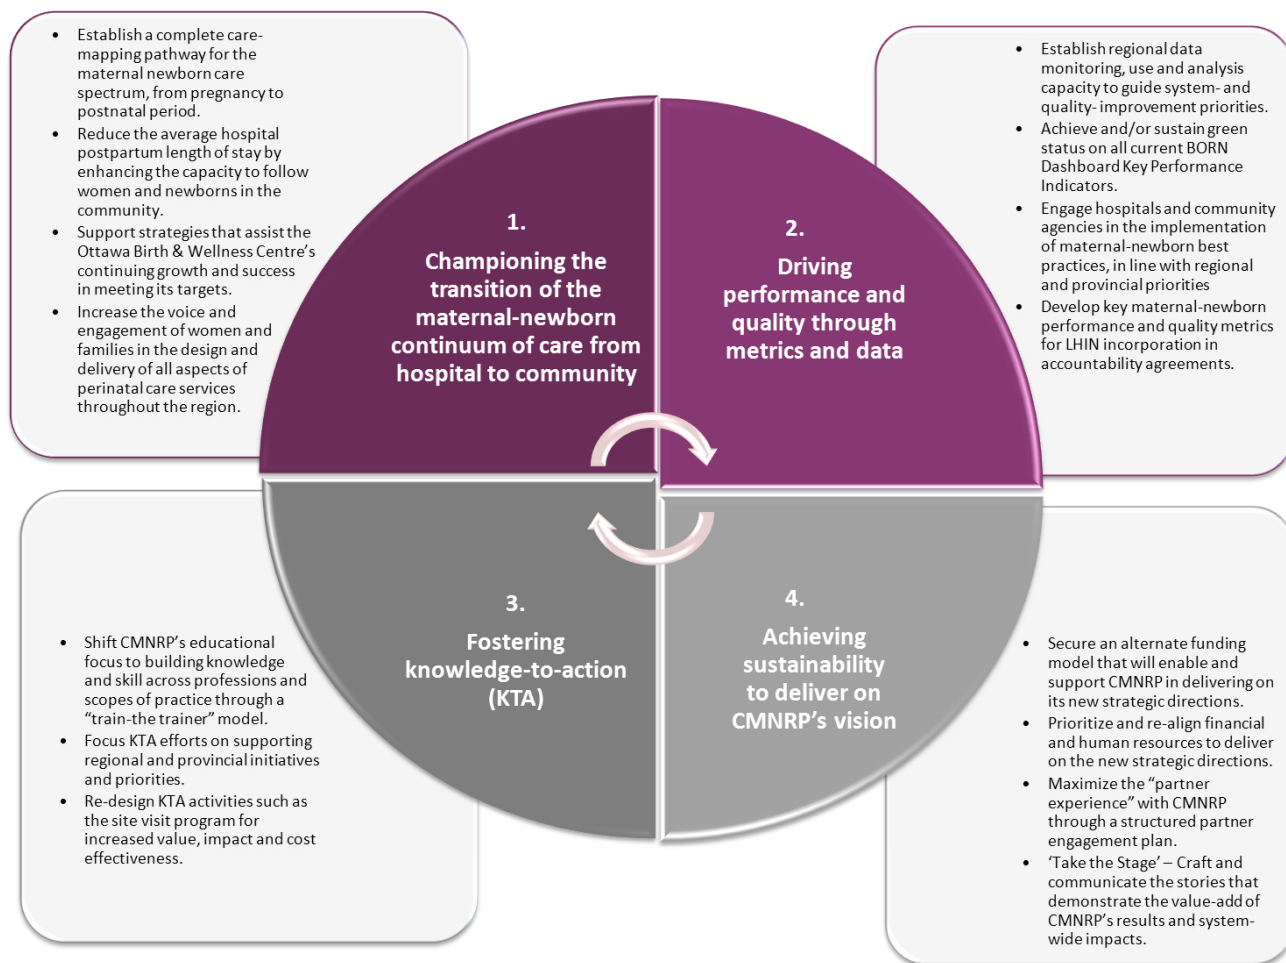 • Establish a complete care-
mapping pathway for the
maternal newborn care
spectrum, from pregnancy to
postnatal period.
• Reduce the average hospital
postpartum length of stay by
enhancing the capacity to follow
women and newborns in the
community.
• Support strategies that assist the
Ottawa Birth & Wellness Centre's
continuing growth and success
in meeting its targets.
• Increase the voice and
engagement of women and
families in the design and
delivery of all aspects of
perinatal care services
throughout the region.
1.
Championing the
transition of the
maternal-newborn
continuum of care from
hospital to community
2.
Driving
performance and
quality through
metrics and data
• Establish regional data
monitoring, use and analysis
capacity to guide system- and
quality- improvement priorities.
• Achieve and/or sustain green
status on all current BORN
Dashboard Key Performance
Indicators.
• Engage hospitals and community
agencies in the implementation
of maternal-newborn best
practices, in line with regional
and provincial priorities
• Develop key maternal-newborn
performance and quality metrics
for LHIN incorporation in
accountability agreements.
• Shift CMNRP's educational
focus to building knowledge
and skill across professions and
scopes of practice through a
“train-the trainer” model.
• Focus KTA efforts on supporting
regional and provincial initiatives
and priorities.
• Re-design KTA activities such as
the site visit program for
increased value, impact and cost
effectiveness.
3.
Fostering
knowledge-to-action
(KTA)
4.
Achieving
sustainability
to deliver on
CMNRP's vision
• Secure an alternate funding
model that will enable and
support CMNRP in delivering on
its new strategic directions.
• Prioritize and re-align financial
and human resources to deliver
on the new strategic directions.
• Maximize the “partner
experience” with CMNRP
through a structured partner
engagement plan.
• ‘Take the Stage’ – Craft and
communicate the stories that
demonstrate the value-add of
CMNRP's results and system-
wide impacts.